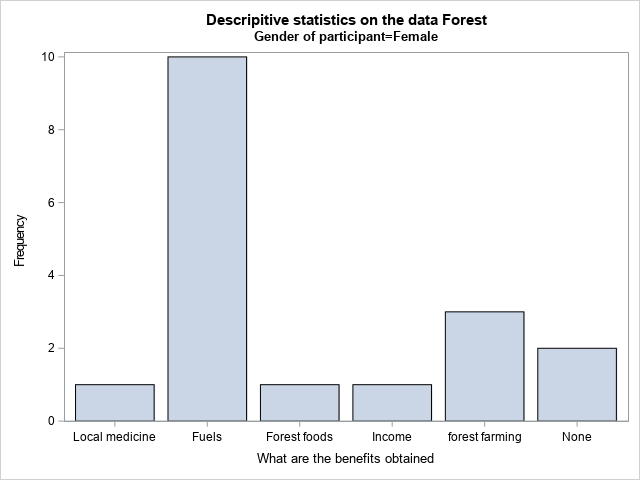 Descripitive statistics on the data Forest
Gender of participant=Female
10
8
6
4
2
0
Frequency
Local medicine
Fuels
Forest foods
Income
forest farming
None
What are the benefits obtained